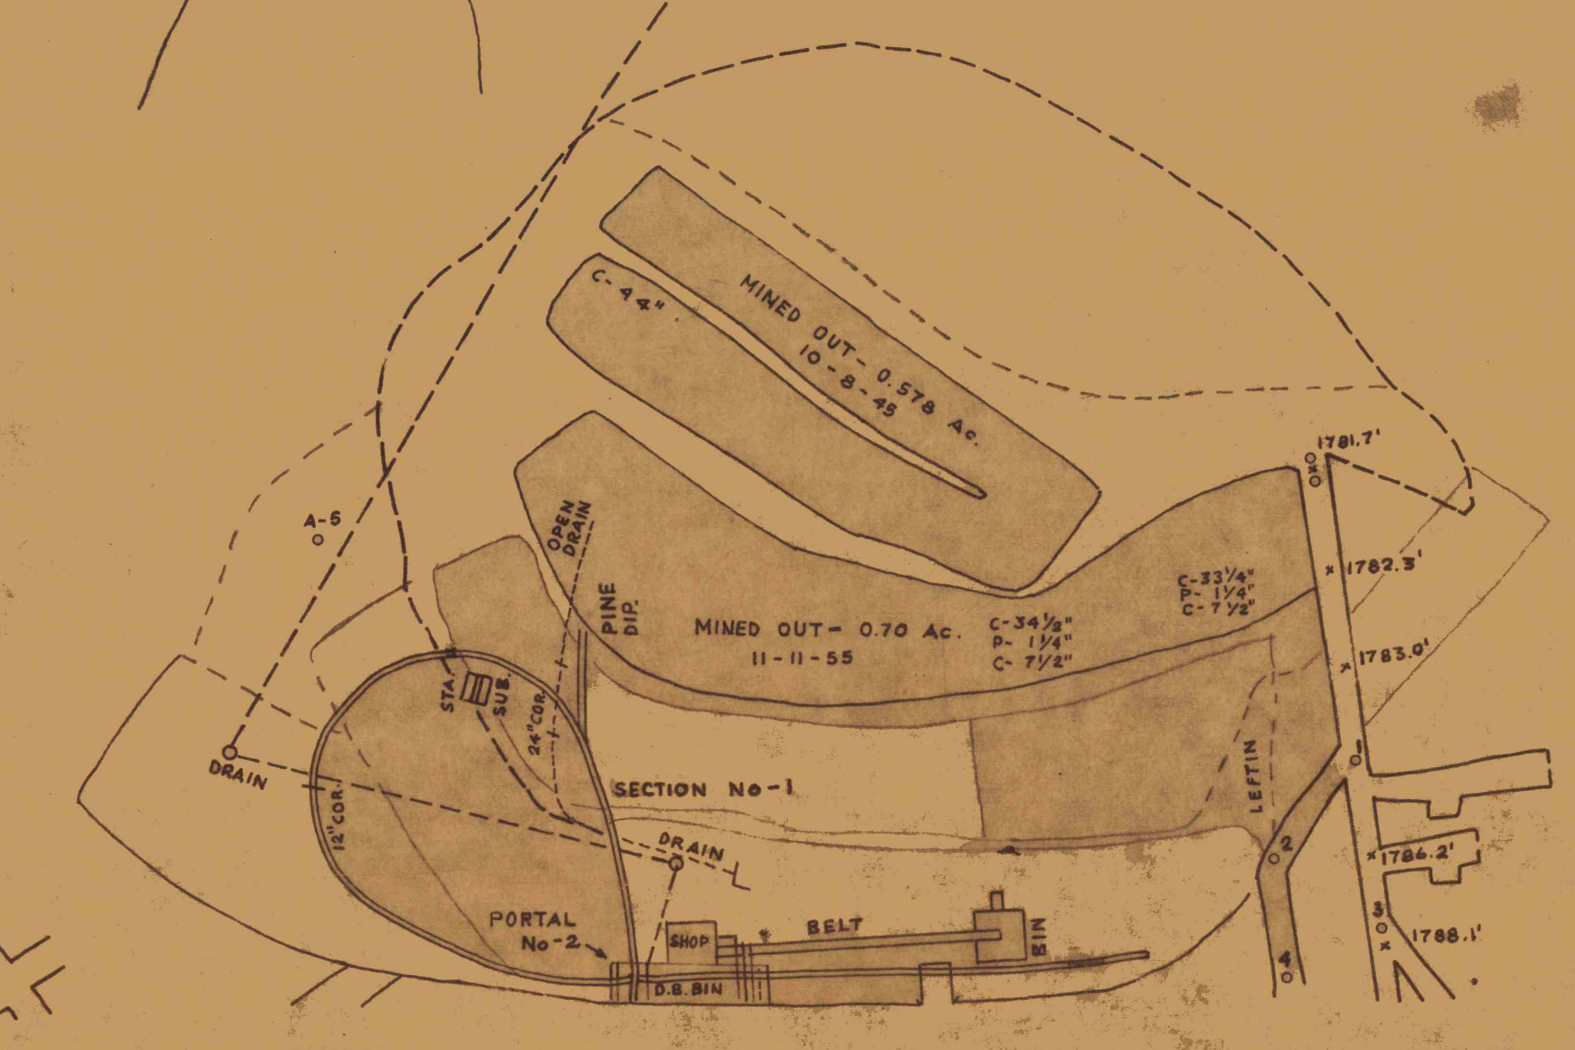 C-44"
MINED OUT- 0.578 Ac.
10-8-45
1781.7'
A-5
OPEN
DRAIN
1782.3'
C-33¼"
P- 1¼"
C-7½"
PINE
DIP.
MINED OUT- 0.70 Ac.
11-11-55
C-34½"
P- 1¼"
C- 7½"
1783.0'
STA.
SUB.
24"COR.
DRAIN
SECTION No-1
LEFTIN
1
12"COR.
DRAIN
2
1786.2'
PORTAL
No-2
SHOP
BELT
BIN
3
1788.1'
D.B.BIN
4